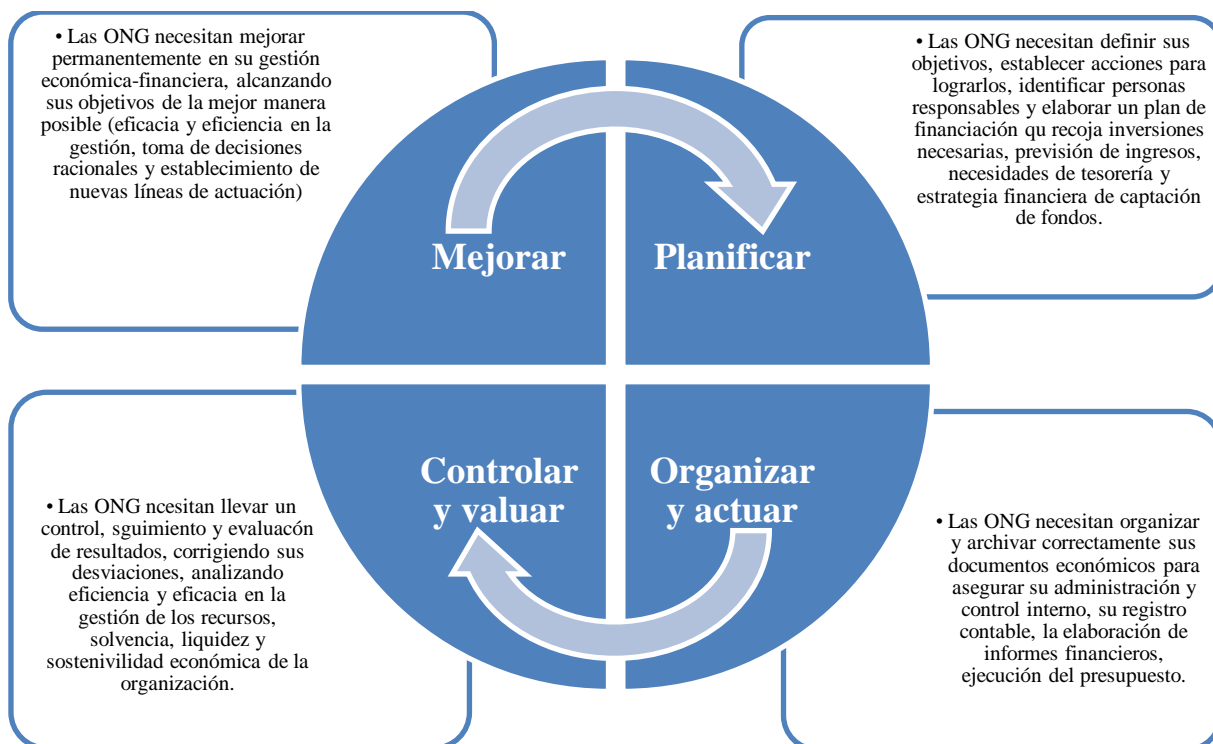 • Las ONG necesitan mejorar
permanentemente en su gestión
económica-financiera, alcanzando
sus objetivos de la mejor manera
posible (eficacia y eficiencia en la
gestión, toma de decisiones
racionales y establecimiento de
nuevas líneas de actuación)
• Las ONG necesitan definir sus
objetivos, establecer acciones para
lograrlos, identificar personas
responsables y elaborar un plan de
financiación qu recoja inversiones
necesarias, previsión de ingresos,
necesidades de tesorería y
estrategia financiera de captación
de fondos.
Mejorar
Planificar
Controlar
y valuar
Organizar
y actuar
• Las ONG ncesitan llevar un
control, sguimiento y evaluacón
de resultados, corrigiendo sus
desviaciones, analizando
eficiencia y eficacia en la
gestión de los recursos,
solvencia, liquidez y
sostenivilidad económica de la
organización.
• Las ONG necesitan organizar
y archivar correctamente sus
documentos económicos para
asegurar su administración y
control interno, su registro
contable, la elaboración de
informes financieros,
ejecución del presupuesto.